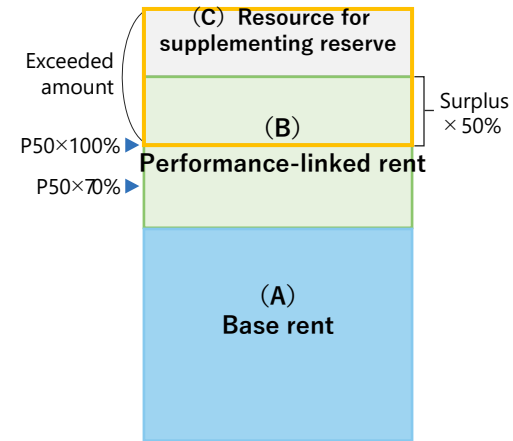 (C) Resource for
supplementing reserve
Exceeded
amount
Surplus
×50%
(B)
P50×100%
Performance-linked rent
P50×70%
(A)
Base rent